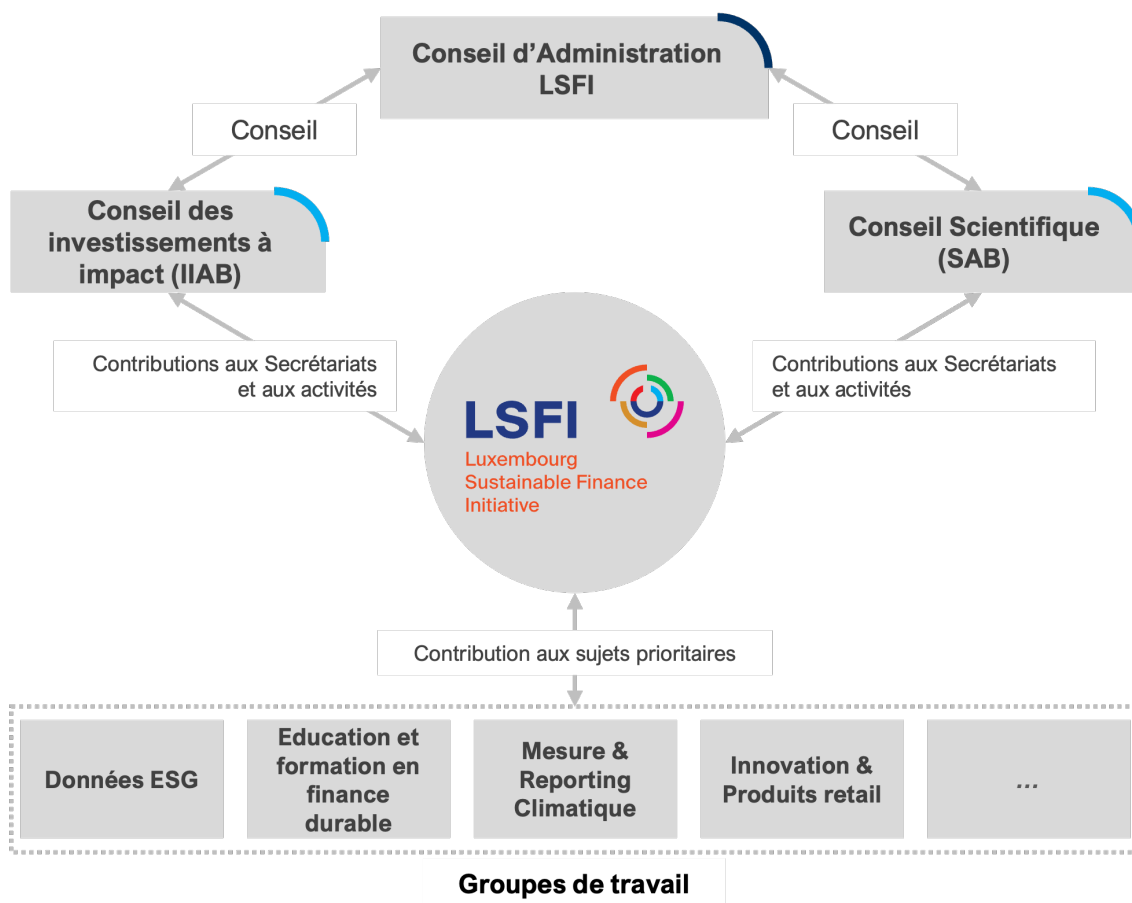 Conseil d’Administration
LSFI
Conseil
Conseil
Conseil des
investissements à
impact (IIAB)
Conseil Scientifique
(SAB)
Contributions aux Secrétariats
et aux activités
Contributions aux Secrétariats
et aux activités
LSFI
Luxembourg
Sustainable Finance
Initiative
Contribution aux sujets prioritaires
Données ESG
Education et
formation en
finance
durable
Mesure &
Reporting
Climatique
Innovation &
Produits retail
...
Groupes de travail